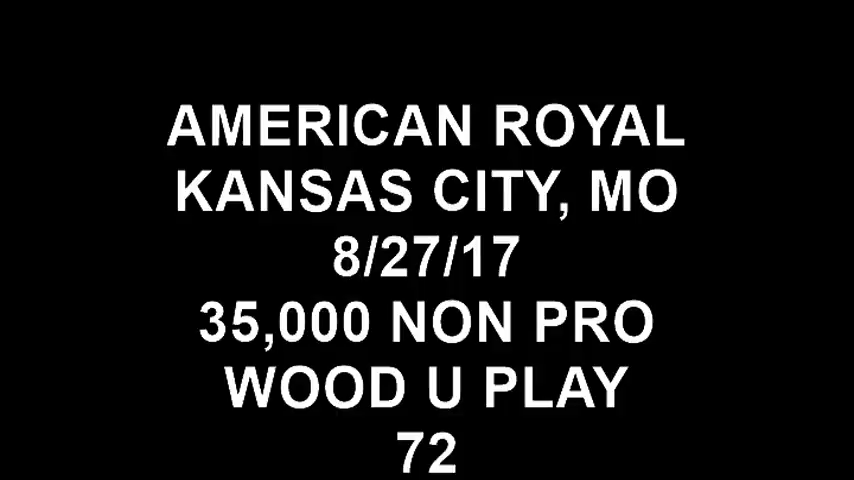 AMERICAN ROYAL
KANSAS CITY, MO
8/27/17
35,000 NON PRO
WOOD U PLAY
72